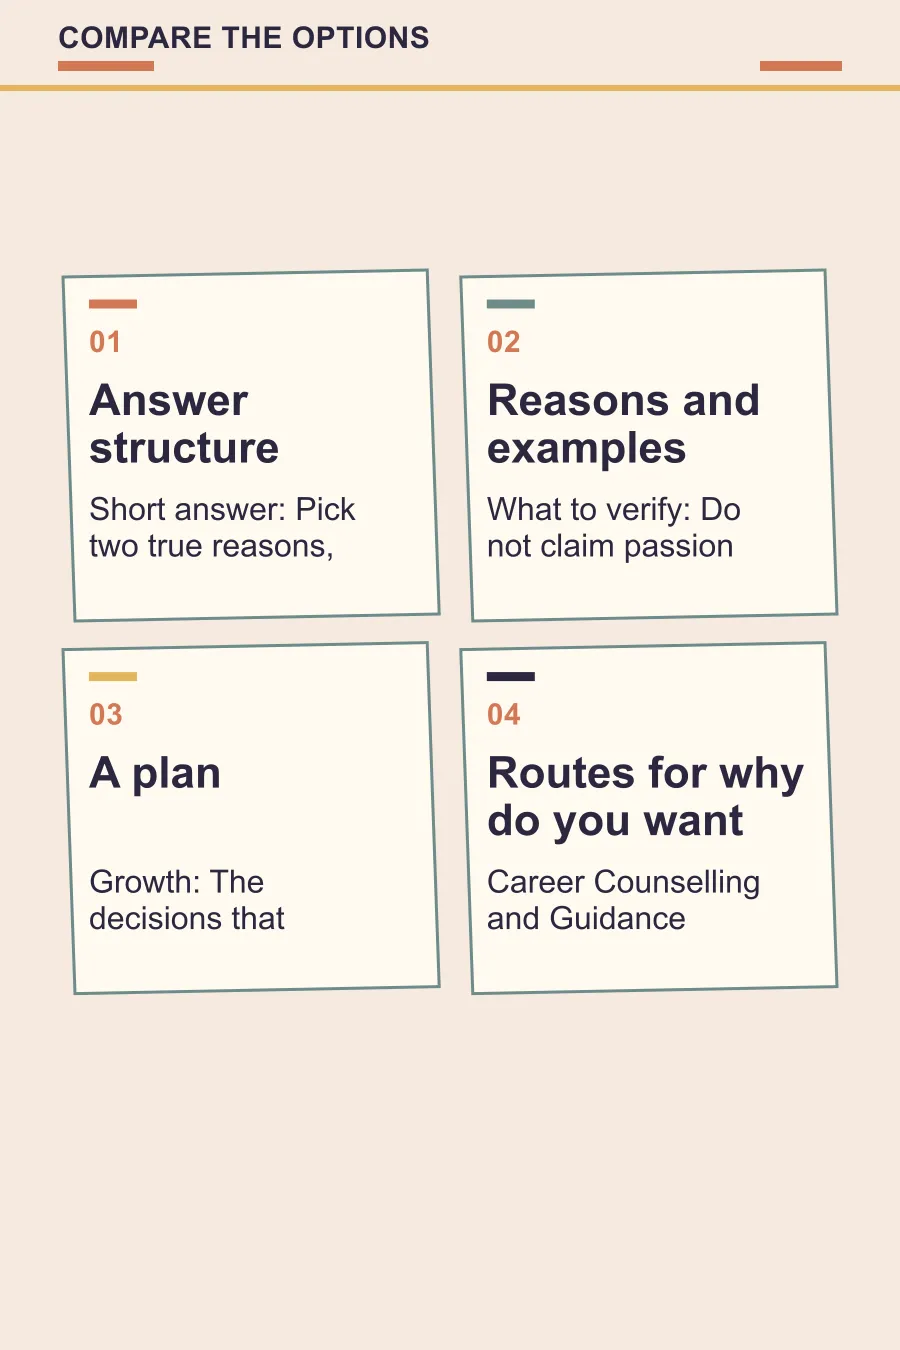 COMPARE THE OPTIONS
01
Answer
structure
Short answer: Pick
two true reasons,
02
Reasons and
examples
What to verify: Do
not claim passion
03
A plan
Growth: The
decisions that
04
Routes for why
do you want
Career Counselling
and Guidance